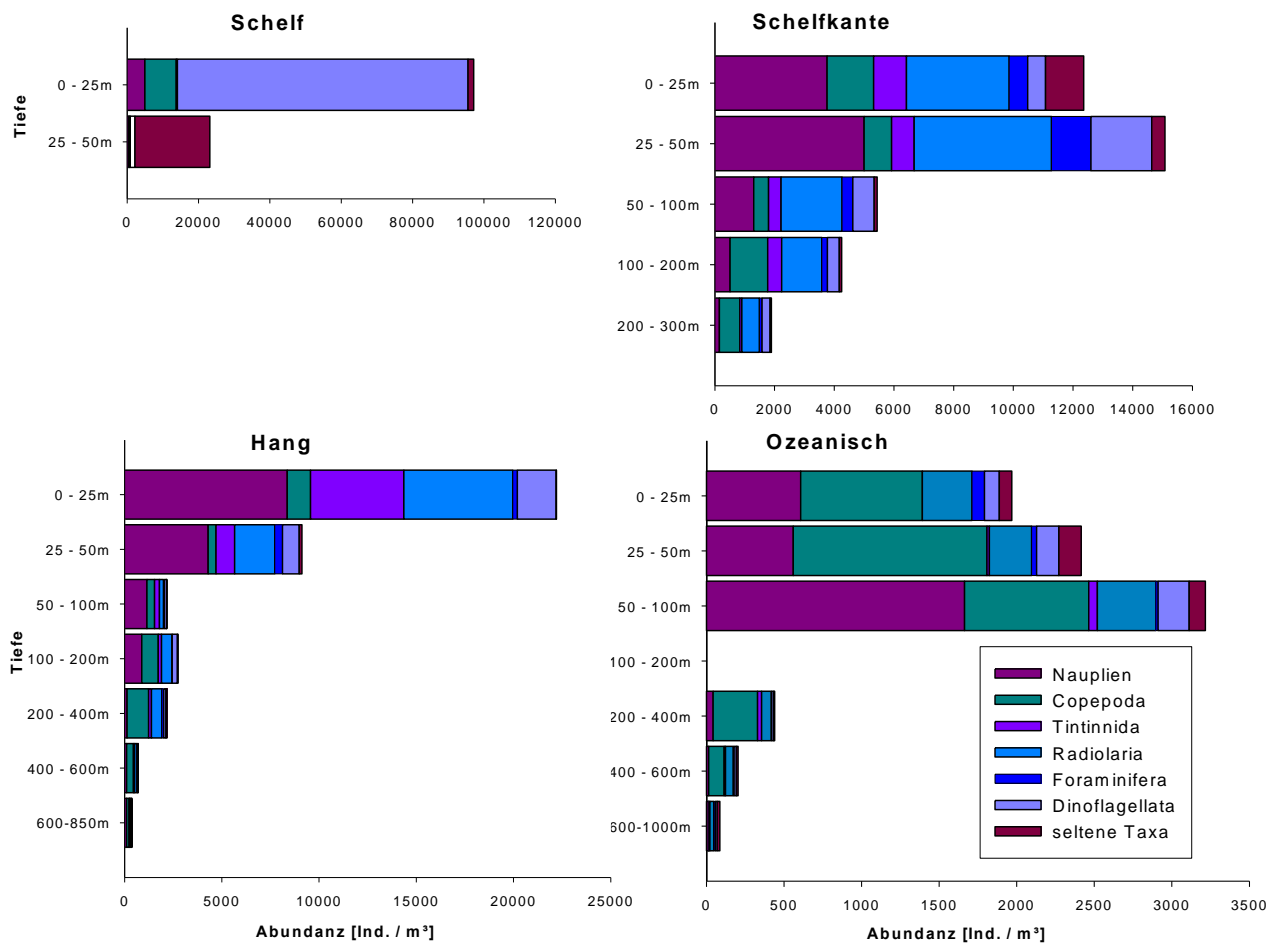 Schelf
Tiefe
0 - 25m
25 - 50m
0 20000 40000 60000 80000 100000 120000
Schelfkante
0 - 25m
25 - 50m
50 - 100m
100 - 200m
200 - 300m
0 2000 4000 6000 8000 10000 12000 14000 16000
Hang
Tiefe
0 - 25m
25 - 50m
50 - 100m
100 - 200m
200 - 400m
400 - 600m
600-850m
0 5000 10000 15000 20000 25000
Abundanz [Ind. / m³]
Ozeanisch
0 - 25m
25 - 50m
50 - 100m
100 - 200m
200 - 400m
400 - 600m
600-1000m
0 500 1000 1500 2000 2500 3000 3500
Abundanz [Ind. / m³]
Nauplien
Copepoda
Tintinnida
Radiolaria
Foraminifera
Dinoflagellata
seltene Taxa